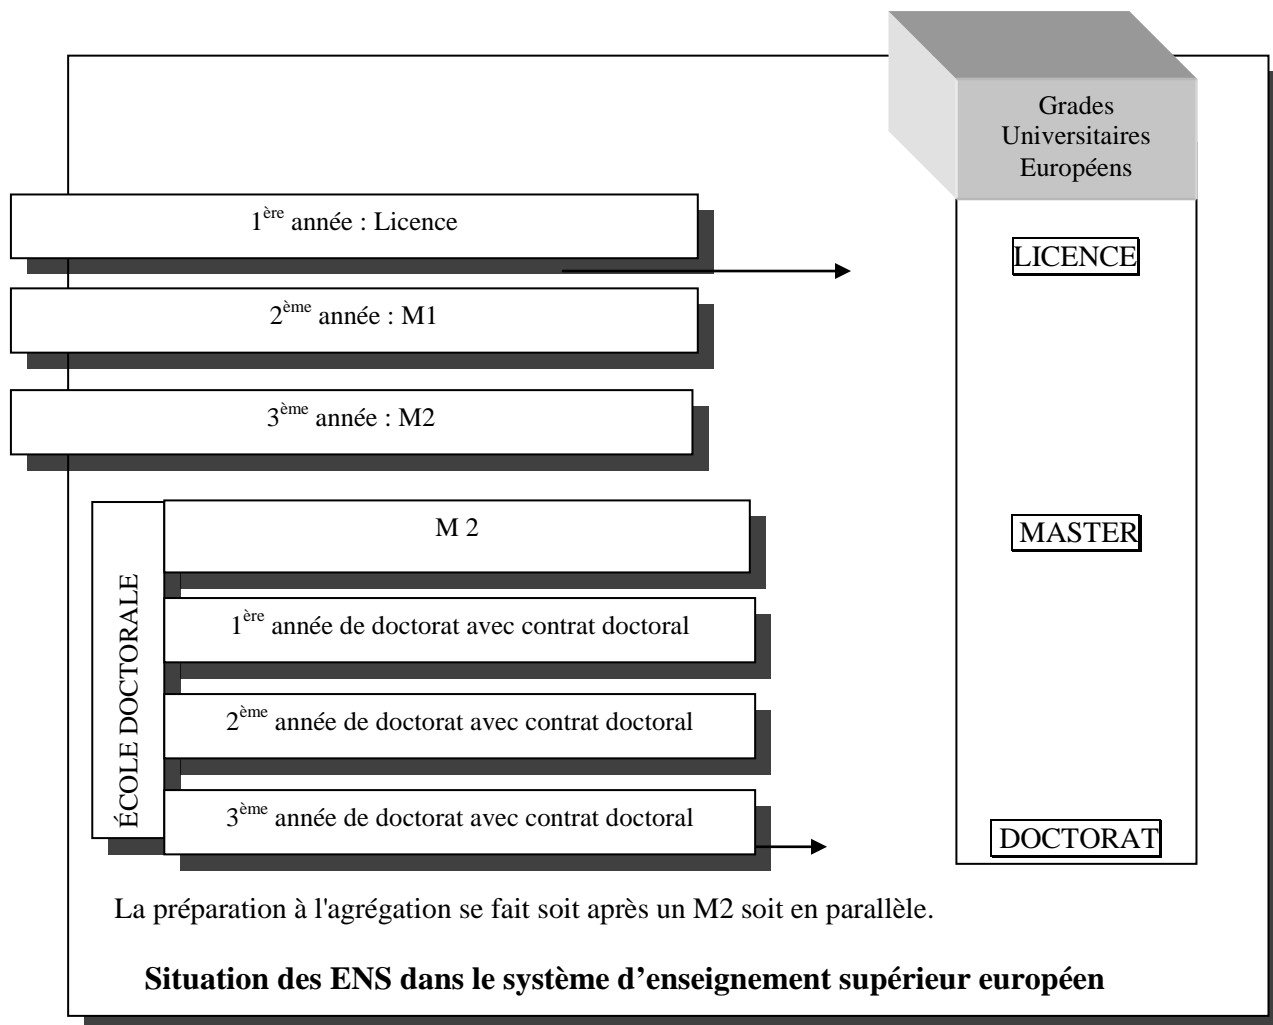 Grades
Universitaires
Européens
1ère année : Licence
LICENCE
2ème année : M1
3ème année : M2
ÉCOLE DOCTORALE
M 2
MASTER
1ère année de doctorat avec contrat doctoral
2ème année de doctorat avec contrat doctoral
3ème année de doctorat avec contrat doctoral
DOCTORAT
La préparation à l'agrégation se fait soit après un M2 soit en parallèle.
Situation des ENS dans le système d’enseignement supérieur européen